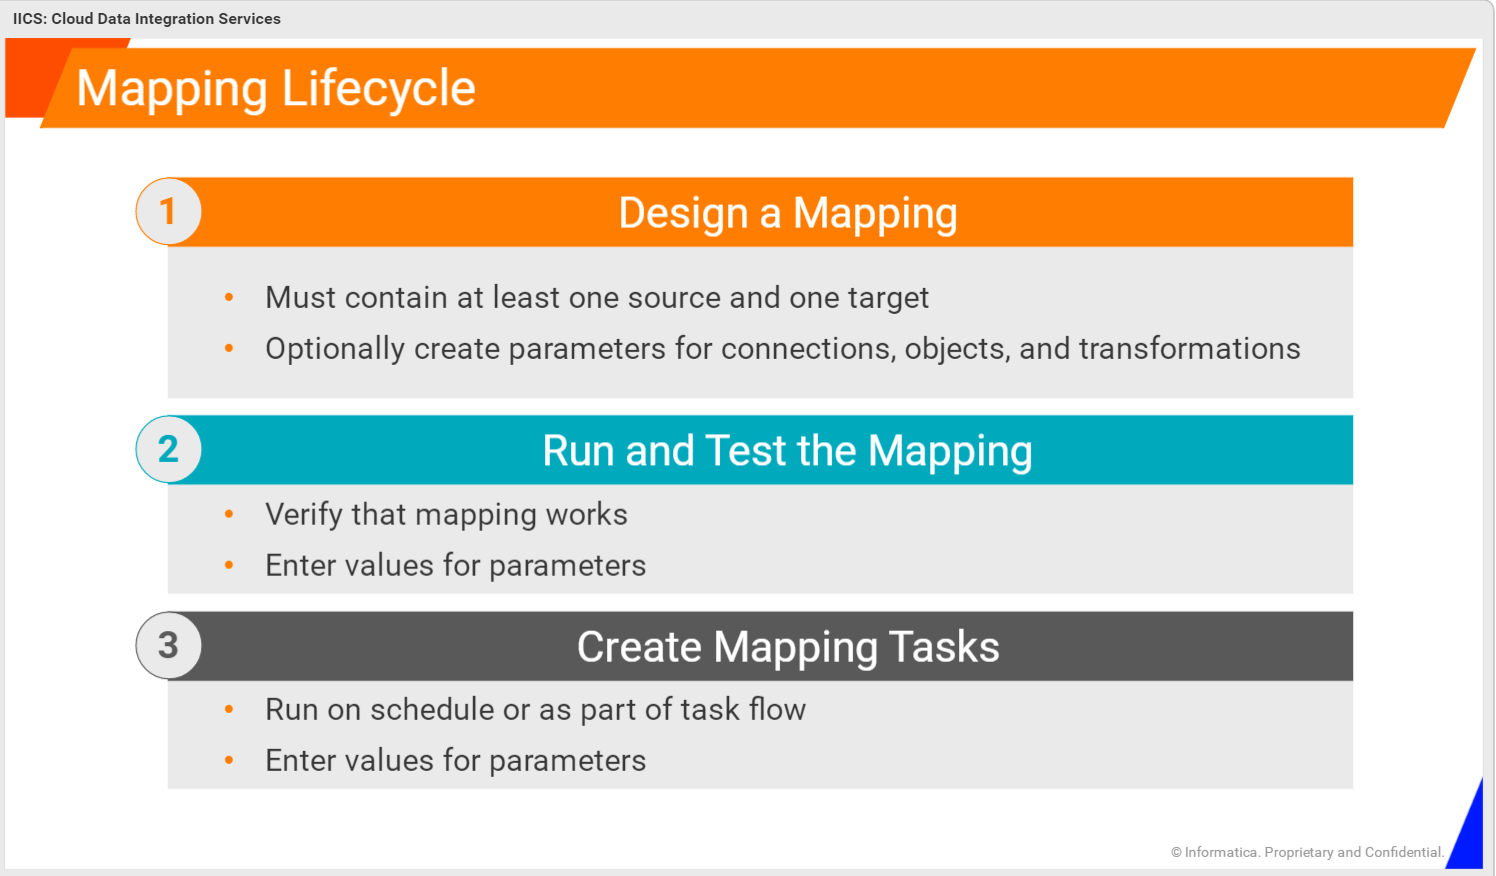 IICS: Cloud Data Integration Services
Mapping Lifecycle
1
Design a Mapping
• Must contain at least one source and one target
• Optionally create parameters for connections, objects, and transformations
2
Run and Test the Mapping
• Verify that mapping works
• Enter values for parameters
3
Create Mapping Tasks
• Run on schedule or as part of task flow
• Enter values for parameters
© Informatica. Proprietary and Confidential.